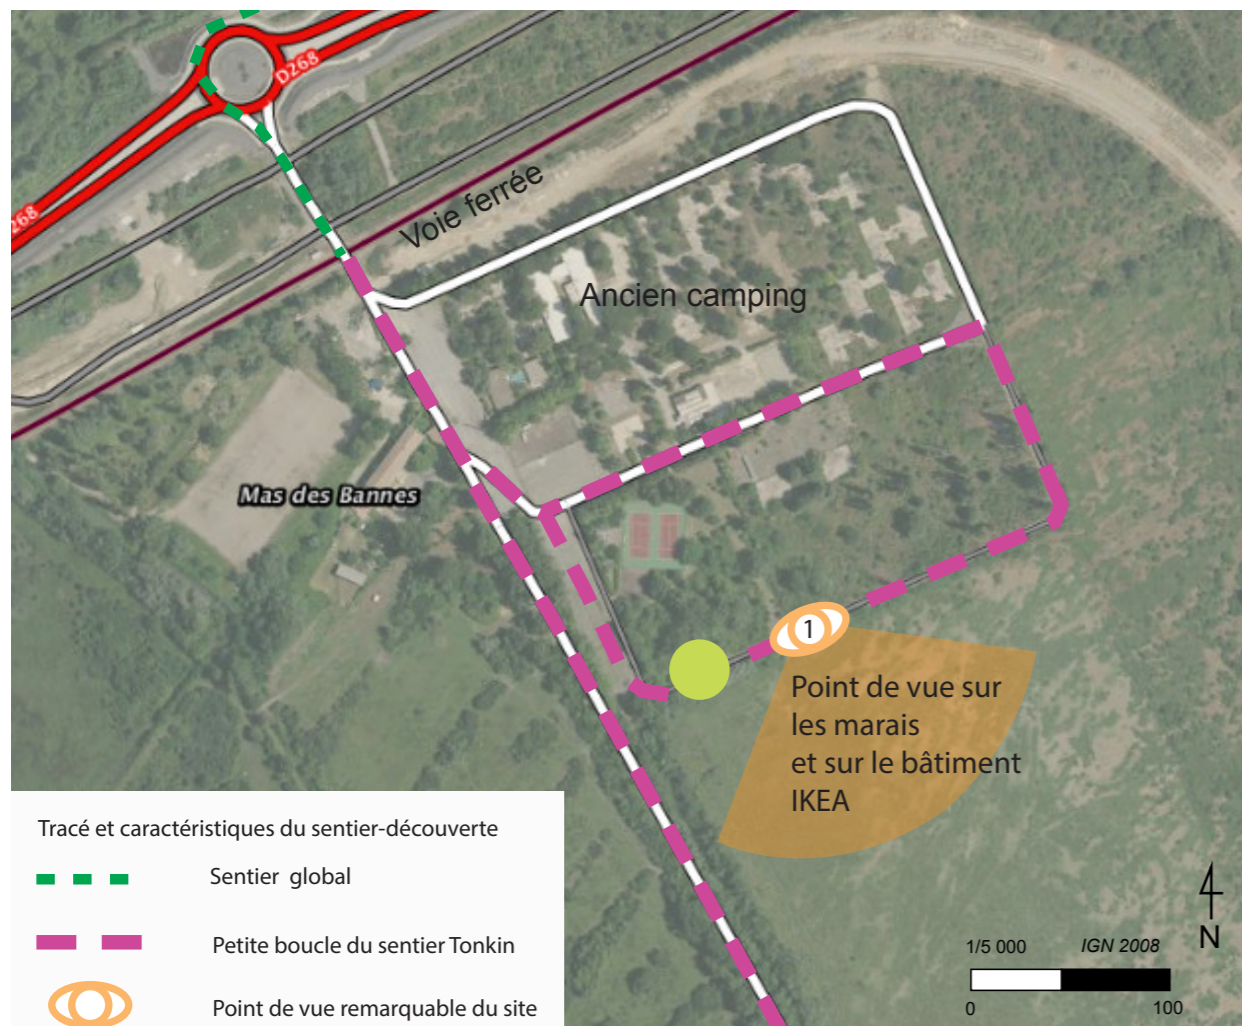 D268
268
Voie ferrée
Ancien camping
Mas des Bannes
1
Point de vue sur
les marais
et sur le bâtiment
IKEA
Tracé et caractéristiques du sentier-découverte
Sentier global
Petite boucle du sentier Tonkin
Point de vue remarquable du site
1/5 000 IGN 2008
N
0 100